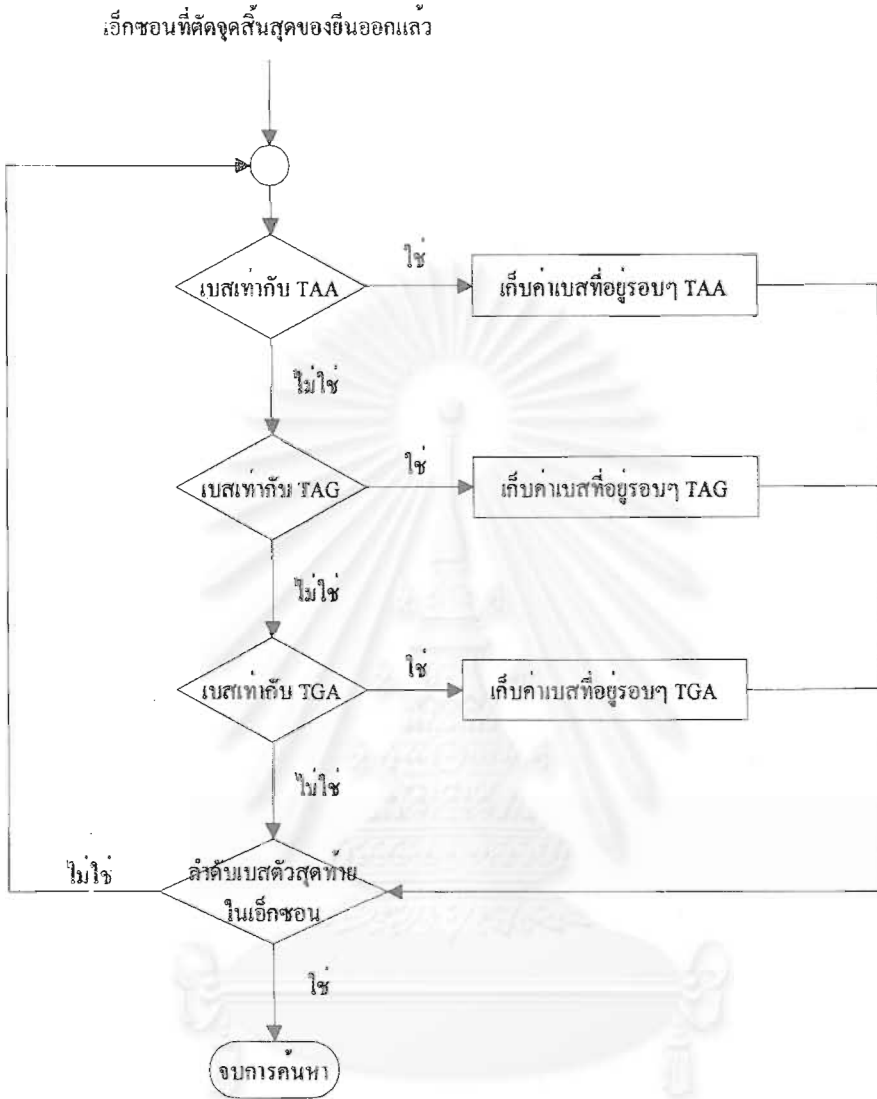 เอ็กซอนที่ตัดจุดสิ้นสุดของยีนออกแล้ว
เบสเท่ากับ TAA
ใช่
เก็บค่าเบสที่อยู่รอบๆ TAA
ไม่ใช่
เบสเท่ากับ TAG
ใช่
เก็บค่าเบสที่อยู่รอบๆ TAG
ไม่ใช่
เบสเท่ากับ TGA
ใช่
เก็บค่าเบสที่อยู่รอบๆ TGA
ไม่ใช่
ไม่ใช่
ลำดับเบสตัวสุดท้าย
ในเอ็กซอน
ใช่
จบการค้นหา